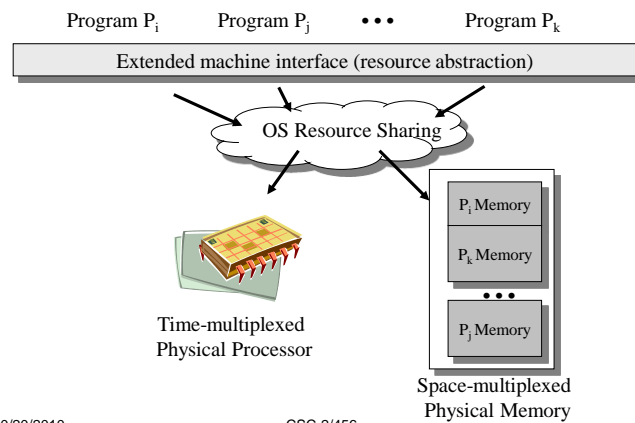 Program Pi Program Pj ••• Program Pk
Extended machine interface (resource abstraction)
OS Resource Sharing
Pi Memory
Pk Memory
•••
Pj Memory
Time-multiplexed
Physical Processor
Space-multiplexed
Physical Memory